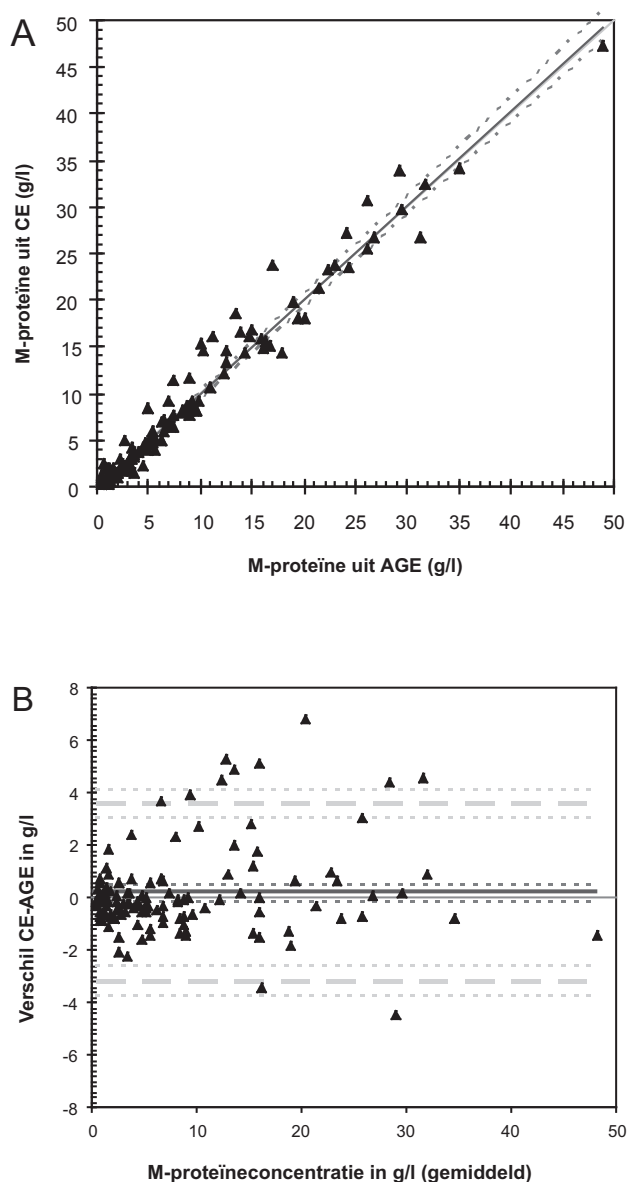 A
50
45
40
35
30
25
20
15
10
5
0
M-proteïne uit CE (g/l)
0 5 10 15 20 25 30 35 40 45 50
M-proteïne uit AGE (g/l)
B
8
6
4
2
0
-2
-4
-6
-8
Verschil CE-AGE in g/l
0 10 20 30 40 50
M-proteïneconcentratie in g/l (gemiddeld)